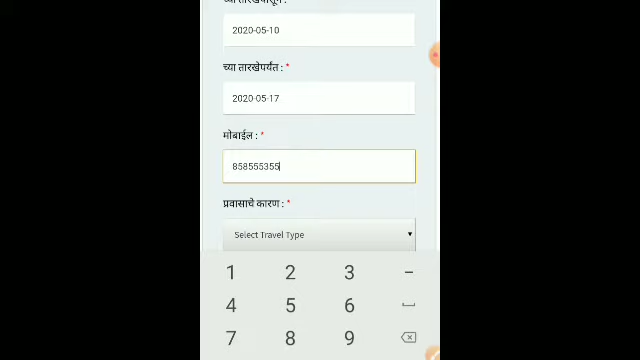 च्या तारखेपासून :
2020-05-10
च्या तारखेपर्यंत : *
2020-05-17
मोबाईल : *
858555355
प्रवासाचे कारण : *
Select Travel Type
1 2 3 -
4 5 6
7 8 9